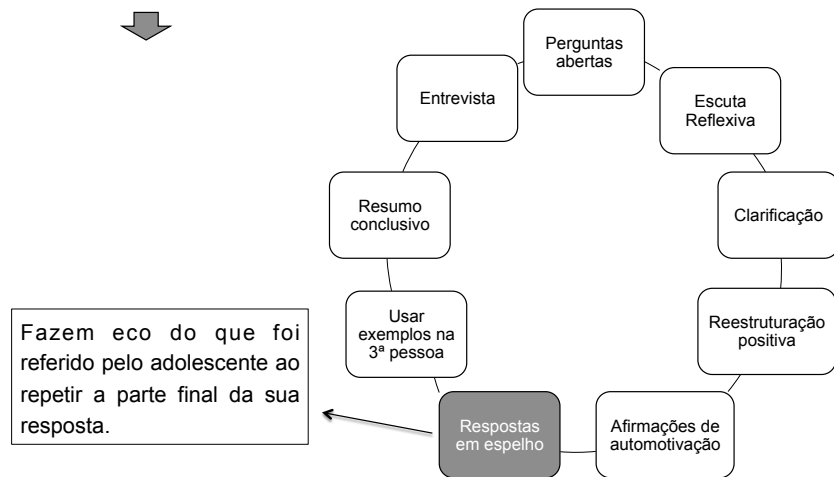 Perguntas
abertas
Entrevista
Escuta
Reflexiva
Resumo
conclusivo
Clarificação
Usar
exemplos na
3ª pessoa
Reestruturação
positiva
Fazem eco do que foi
referido pelo adolescente ao
repetir a parte final da sua
resposta.
Respostas
em espelho
Afirmações de
automotivação